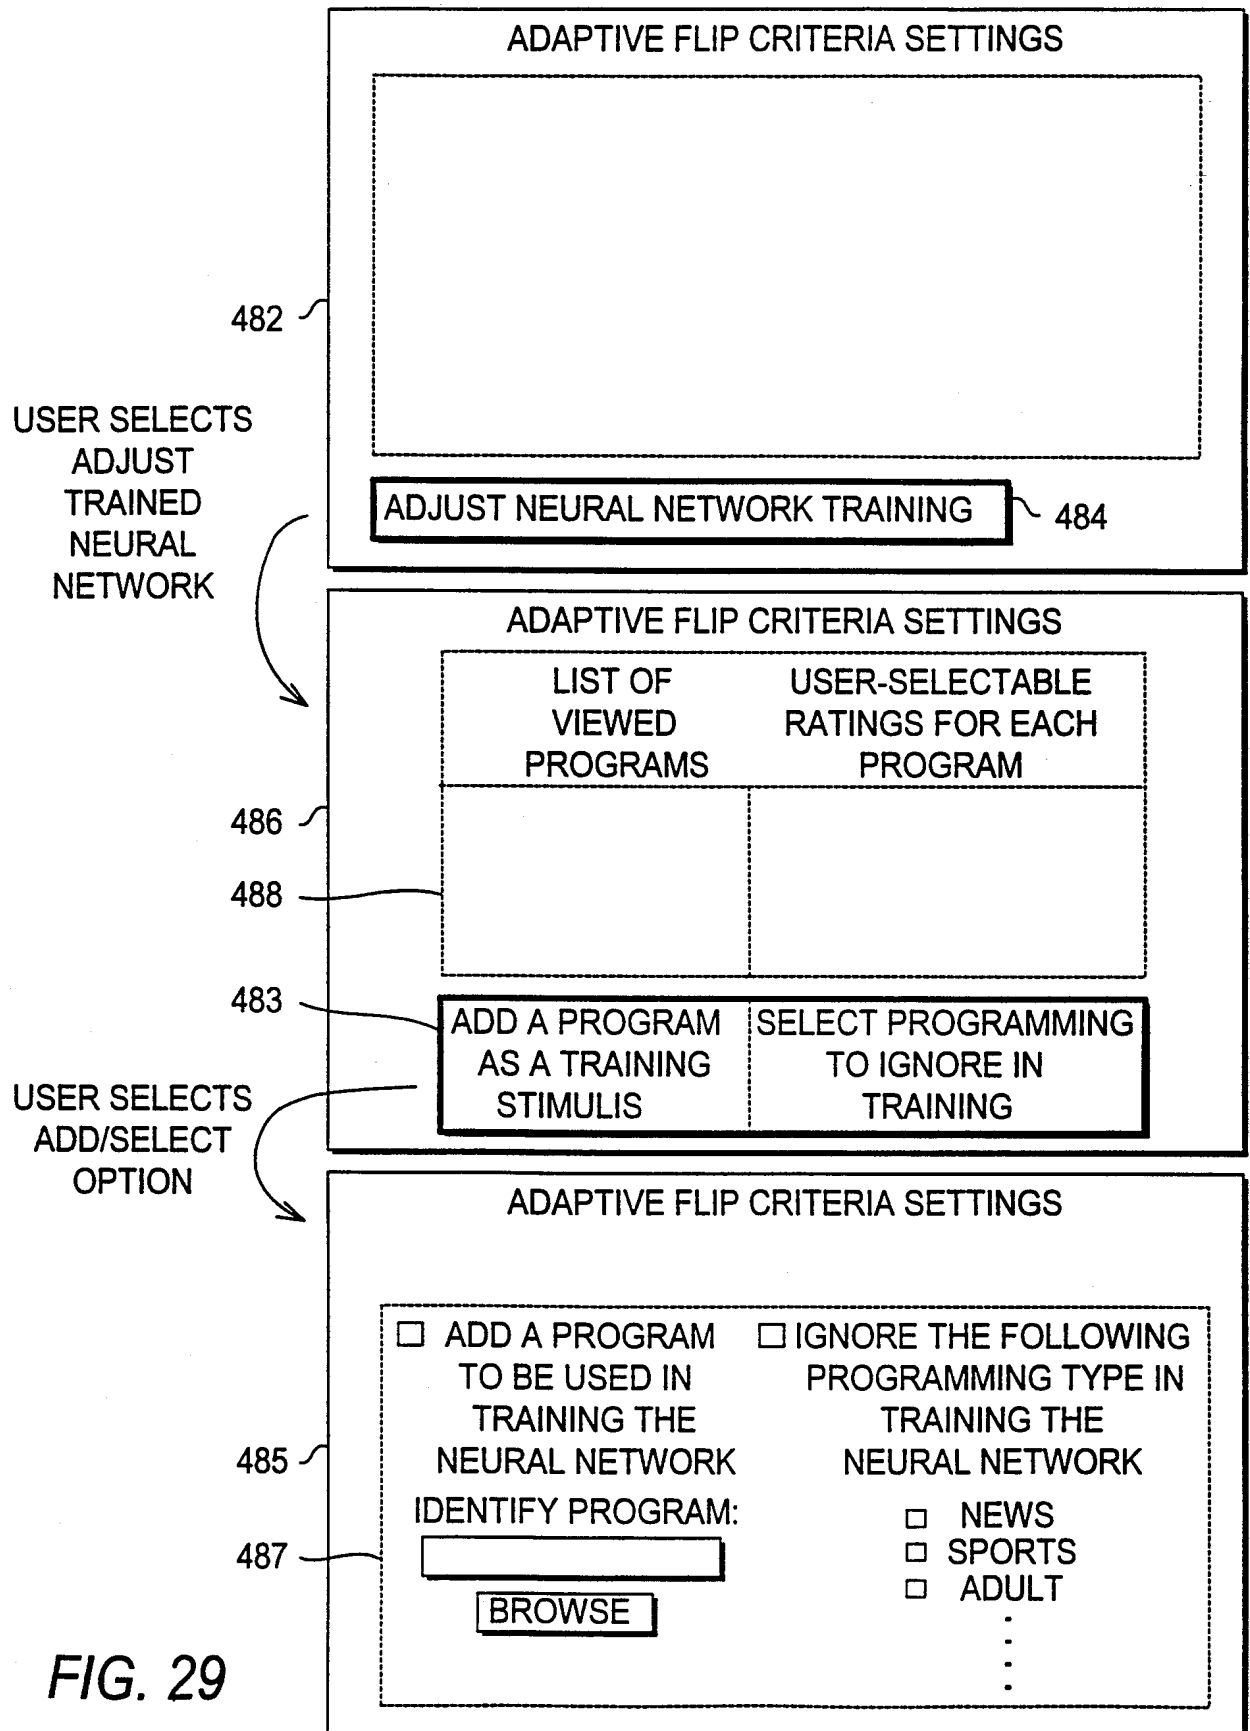 ADAPTIVE FLIP CRITERIA SETTINGS
482
USER SELECTS
ADJUST
TRAINED
NEURAL
NETWORK
ADJUST NEURAL NETWORK TRAINING
484
ADAPTIVE FLIP CRITERIA SETTINGS
LIST OF
VIEWED
PROGRAMS
USER-SELECTABLE
RATINGS FOR EACH
PROGRAM
486
488
483
ADD A PROGRAM
AS A TRAINING
STIMULIS
SELECT PROGRAMMING
TO IGNORE IN
TRAINING
USER SELECTS
ADD/SELECT
OPTION
ADAPTIVE FLIP CRITERIA SETTINGS
ADD A PROGRAM
TO BE USED IN
TRAINING THE
NEURAL NETWORK
IDENTIFY PROGRAM:
BROWSE
IGNORE THE FOLLOWING
PROGRAMMING TYPE IN
TRAINING THE
NEURAL NETWORK
NEWS
SPORTS
ADULT
485
487
FIG. 29